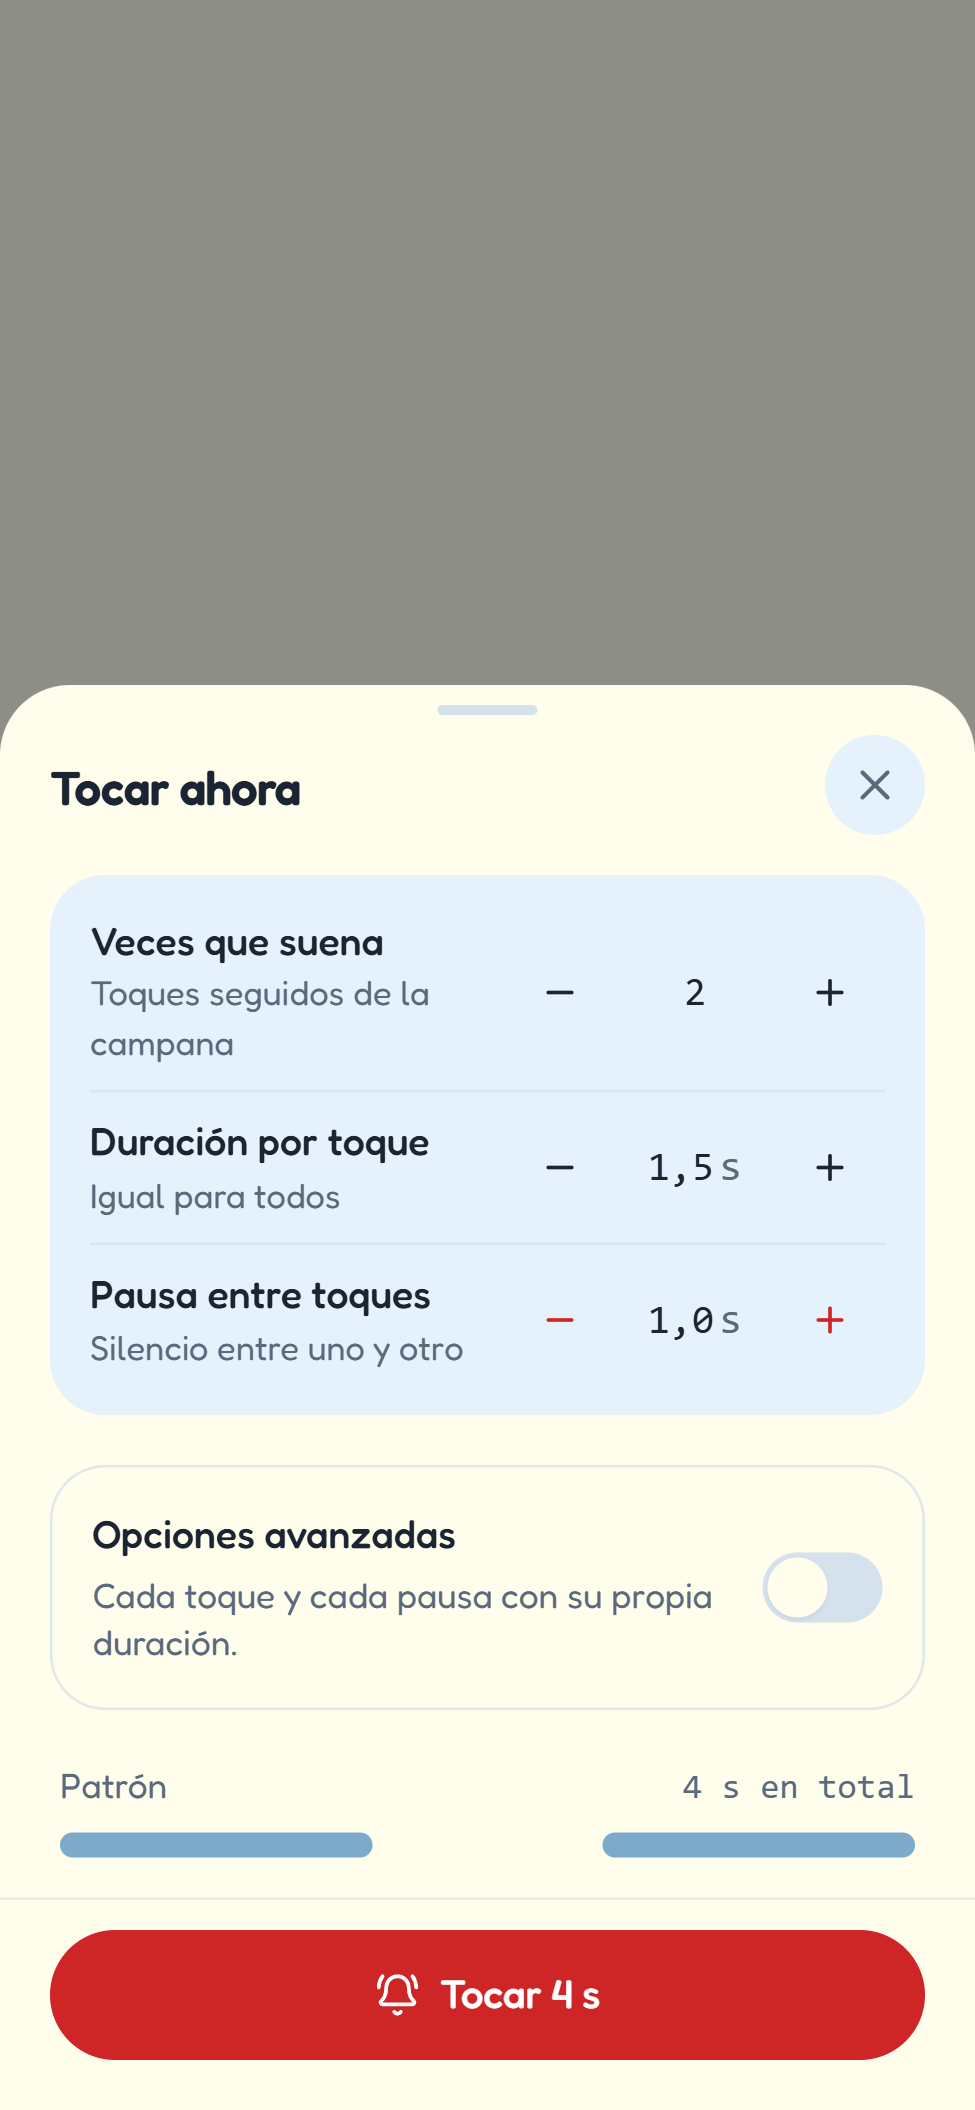 Tocar ahora
Veces que suena
Toques seguidos de la
campana
2
Duración por toque
Igual para todos
1,5 s
Pausa entre toques
Silencio entre uno y otro
1,0 s
Opciones avanzadas
Cada toque y cada pausa con su propia
duración.
Patrón
4 s en total
Tocar 4 s